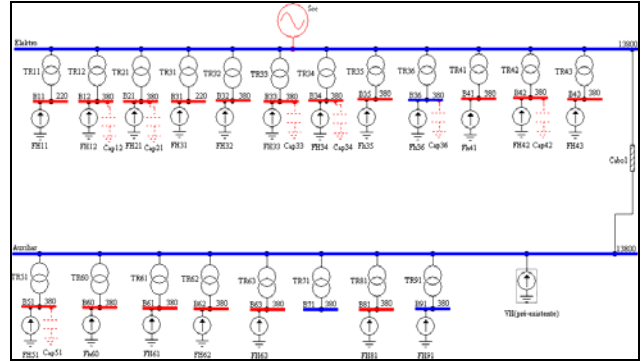 See
Elektro 13800
TR11 TR12 TR21 TR31 TR32 TR33 TR34 TR35 TR36 TR41 TR42 TR43
B11 220 B12 380 B21 380 B31 220 B32 380 B33 380 B34 380 B35 380 B36 380 B41 380 B42 380 B43 380
FH11 FH12 Cap12 FH21 Cap21 FH31 FH32 FH33 Cap33 FH34 Cap34 Fh35 Fh36 Cap36 Fh41 FH42 Cap42 FH43
Cabo1
Auxiliar 13800
TR51 TR60 TR61 TR62 TR63 TR71 TR81 TR91
B51 380 B60 380 B61 380 B62 380 B63 380 B71 380 B81 380 B91 380
FH51 Cap51 Fh60 FH61 FH62 FH63 FH81 FH91
VH(pré-existente)